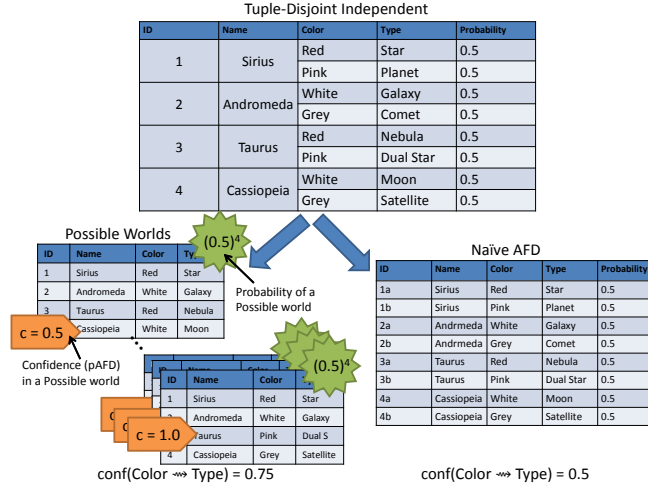 Tuple-Disjoint Independent
ID Name Color Type Probability
1 Sirius Red Star 0.5
Pink Planet 0.5
2 Andromeda White Galaxy 0.5
Grey Comet 0.5
3 Taurus Red Nebula 0.5
Pink Dual Star 0.5
4 Cassiopeia White Moon 0.5
Grey Satellite 0.5
Possible Worlds
(0.5)⁴
ID Name Color
1 Sirius Red Star
2 Andromeda White Galaxy
3 Taurus Red Nebula
Cassiopeia White Moon
c = 0.5
Probability of a
Possible world
Confidence (pAFD)
in a Possible world
(0.5)⁴
ID Name Color
1 Sirius Red Star
Andromeda White Galaxy
Taurus Pink Dual S
4 Cassiopeia Grey Satellite
c = 1.0
conf(Color ⇝ Type) = 0.75
Naïve AFD
ID Name Color Type Probability
1a Sirius Red Star 0.5
1b Sirius Pink Planet 0.5
2a Andrmeda White Galaxy 0.5
2b Andrmeda Grey Comet 0.5
3a Taurus Red Nebula 0.5
3b Taurus Pink Dual Star 0.5
4a Cassiopeia White Moon 0.5
4b Cassiopeia Grey Satellite 0.5
conf(Color ⇝ Type) = 0.5